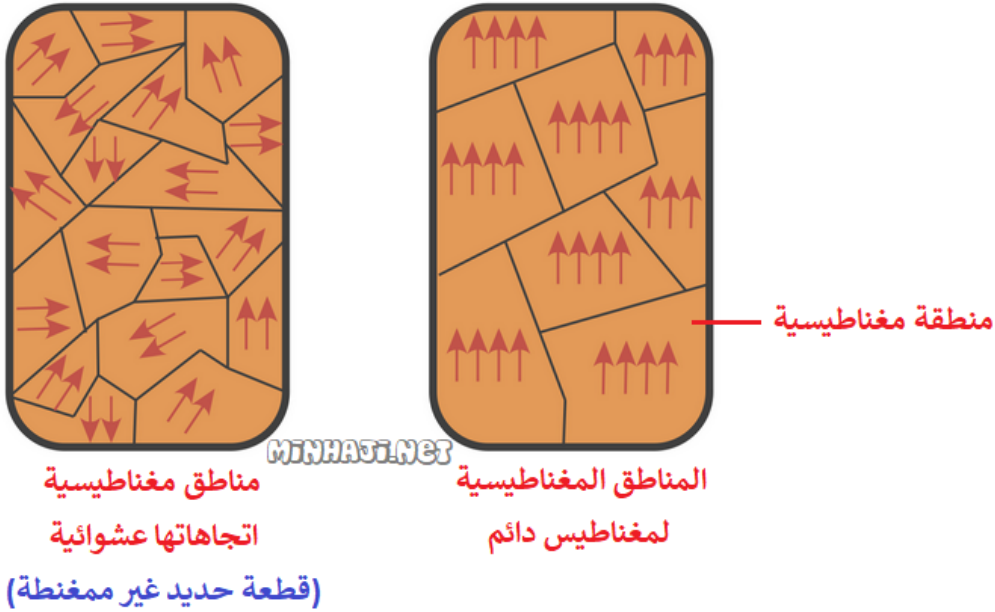 منطقة مغناطيسية
MiNHAJi.NeT
المناطق المغناطيسية
لمغناطيس دائم
مناطق مغناطيسية
اتجاهاتها عشوائية
(قطعة حديد غير ممغنطة)